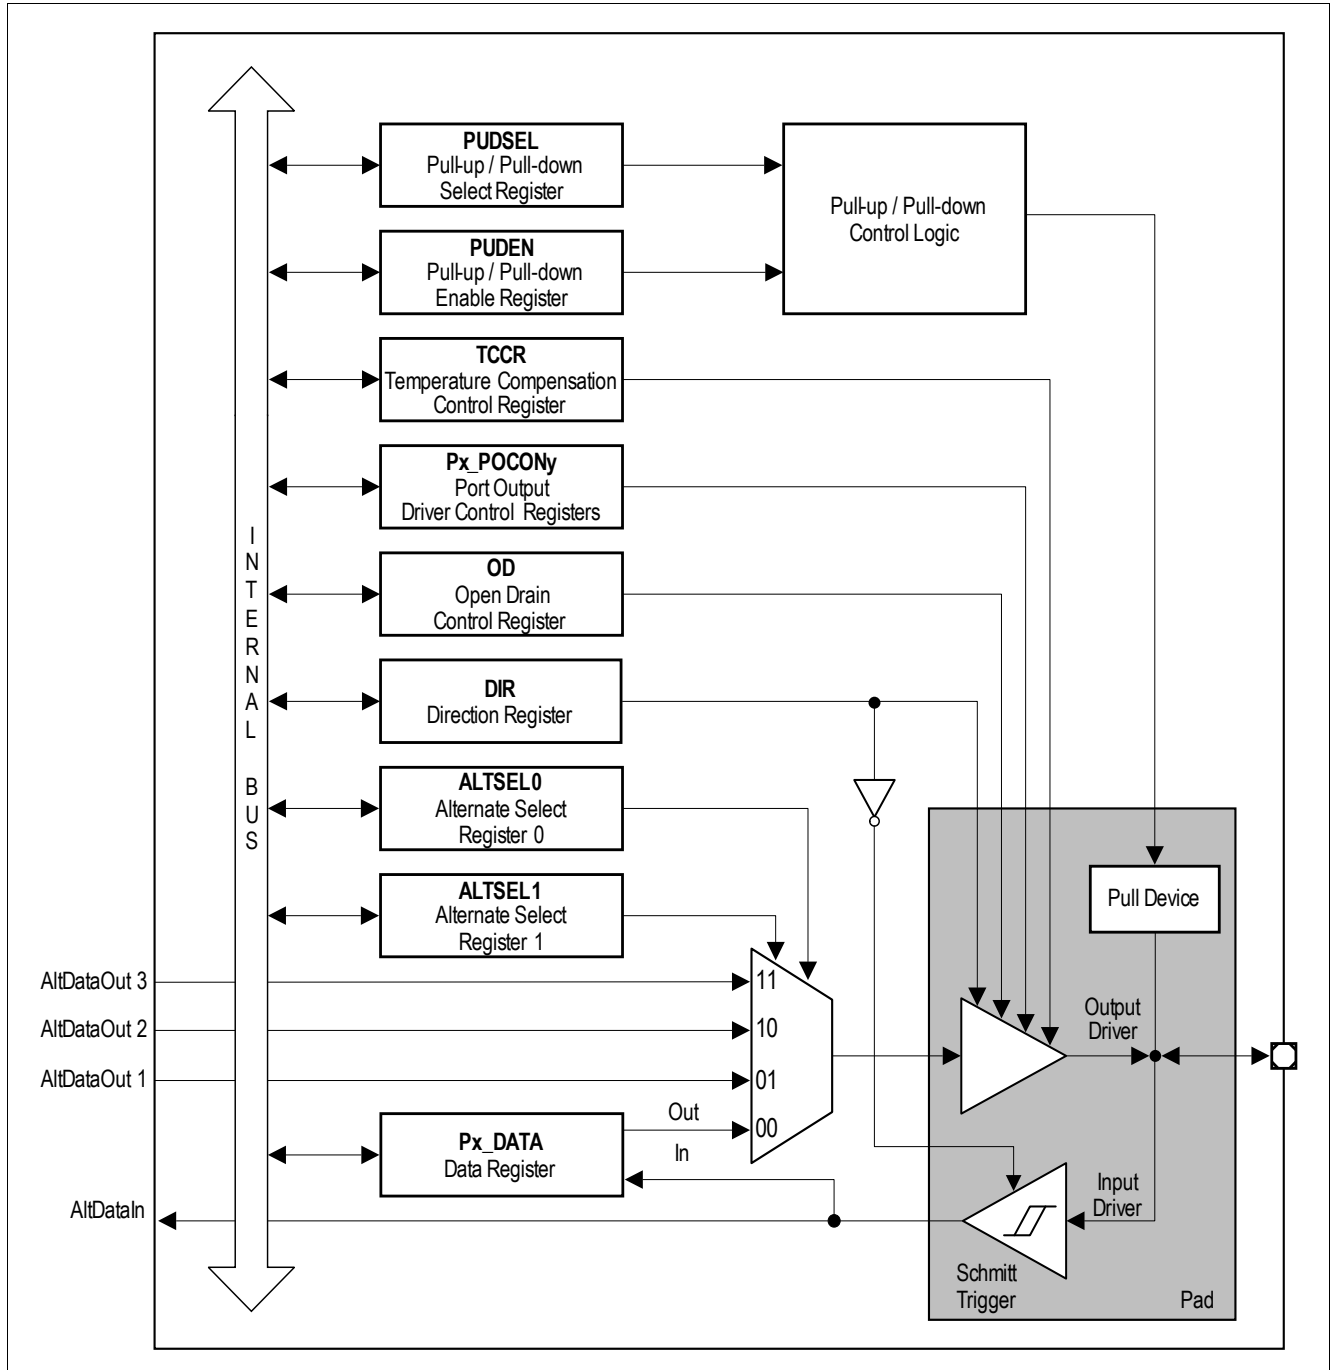 PUDSEL
Pull-up / Pull-down
Select Register
Pull-up / Pull-down
Control Logic
PUDEN
Pull-up / Pull-down
Enable Register
TCCR
Temperature Compensation
Control Register
Px_POCONy
Port Output
Driver Control Registers
INTERNAL BUS
OD
Open Drain
Control Register
DIR
Direction Register
ALTSEL0
Alternate Select
Register 0
ALTSEL1
Alternate Select
Register 1
Pull Device
AltDataOut 3
11
AltDataOut 2
10
AltDataOut 1
01
00
Output
Driver
Out
In
Px_DATA
Data Register
AltDataIn
Input
Driver
Schmitt
Trigger
Pad